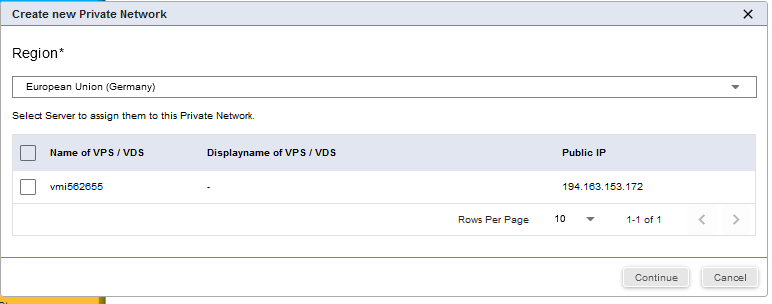 Create new Private Network
Region*
European Union (Germany)
Select Server to assign them to this Private Network.
Name of VPS / VDS Displayname of VPS / VDS Public IP
vmi562655 - 194.163.153.172
Rows Per Page 10 1-1 of 1
Continue Cancel